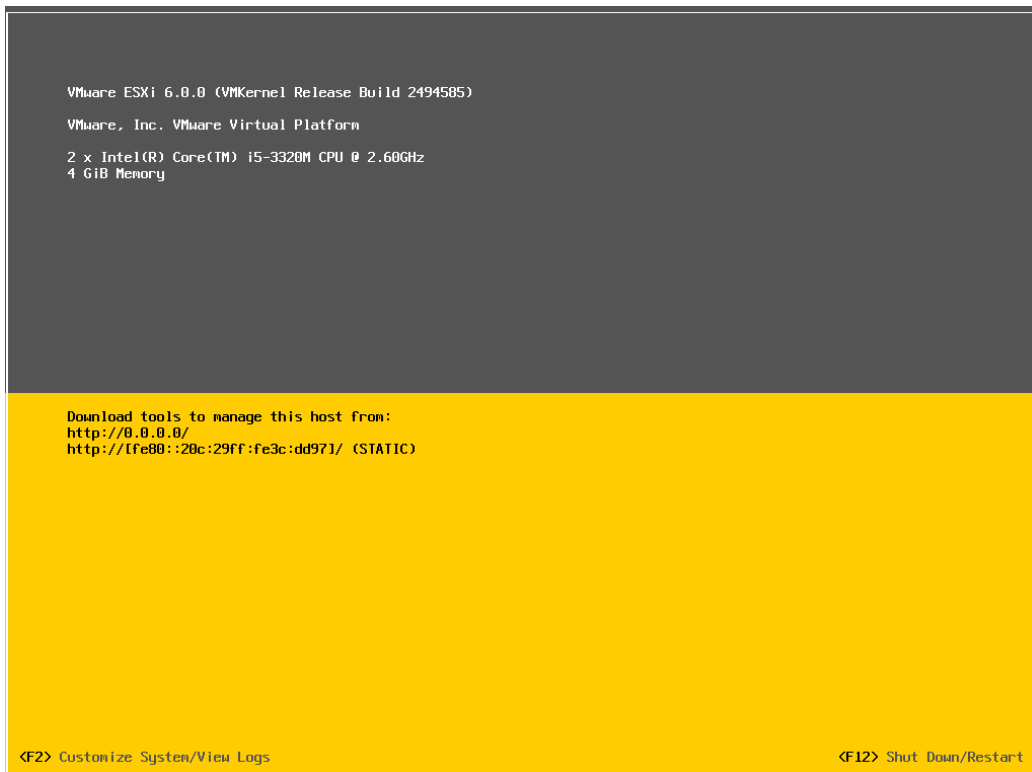 VMware ESXi 6.0.0 (VMKernel Release Build 2494585)
VMware, Inc. VMware Virtual Platform
2 x Intel(R) Core(TM) i5-3320M CPU @ 2.60GHz
4 GiB Memory
Download tools to manage this host from:
http://0.0.0.0/
http://[fe80::20c:29ff:fe3c:dd97]/ (STATIC)
<F2> Customize System/View Logs
<F12> Shut Down/Restart